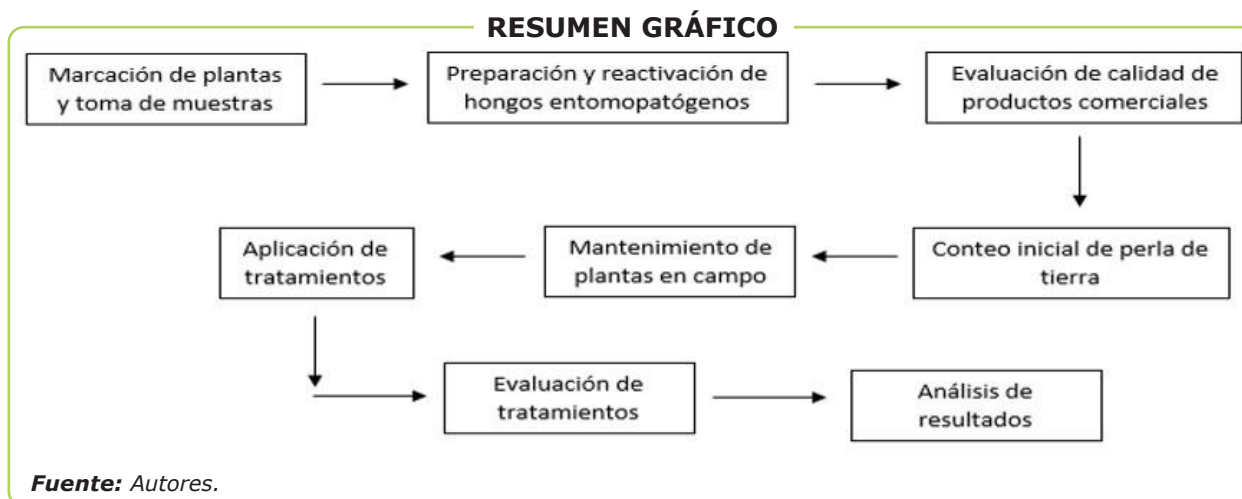 RESUMEN GRÁFICO
Marcación de plantas
y toma de muestras
Preparación y reactivación de
hongos entomopatógenos
Evaluación de calidad de
productos comerciales
Conteo inicial de perla de
tierra
Mantenimiento de
plantas en campo
Aplicación de
tratamientos
Evaluación de
tratamientos
Análisis de
resultados
Fuente: Autores.